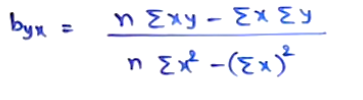 byx = n Σxy - Σx Σy / n Σx² - (Σx)²